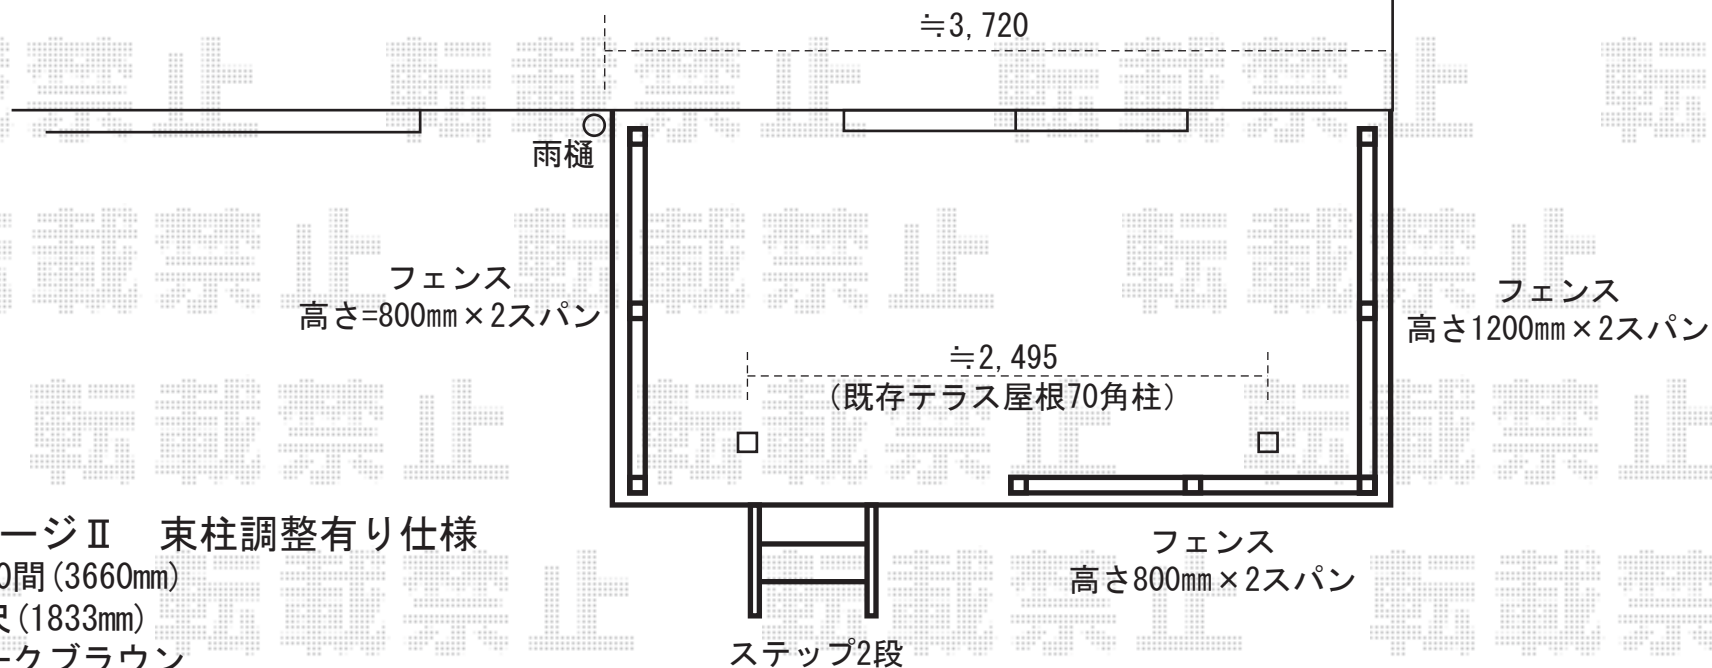 ≒3,720
雨樋
フェンス
高さ=800mm×2スパン
フェンス
高さ1200mm×2スパン
≒2,495
(既存テラス屋根70角柱)
ージⅡ 束柱調整有り仕様
0間(3660mm)
尺(1833mm)
ークブラウン
フェンス
高さ800mm×2スパン
ステップ2段
転載禁止